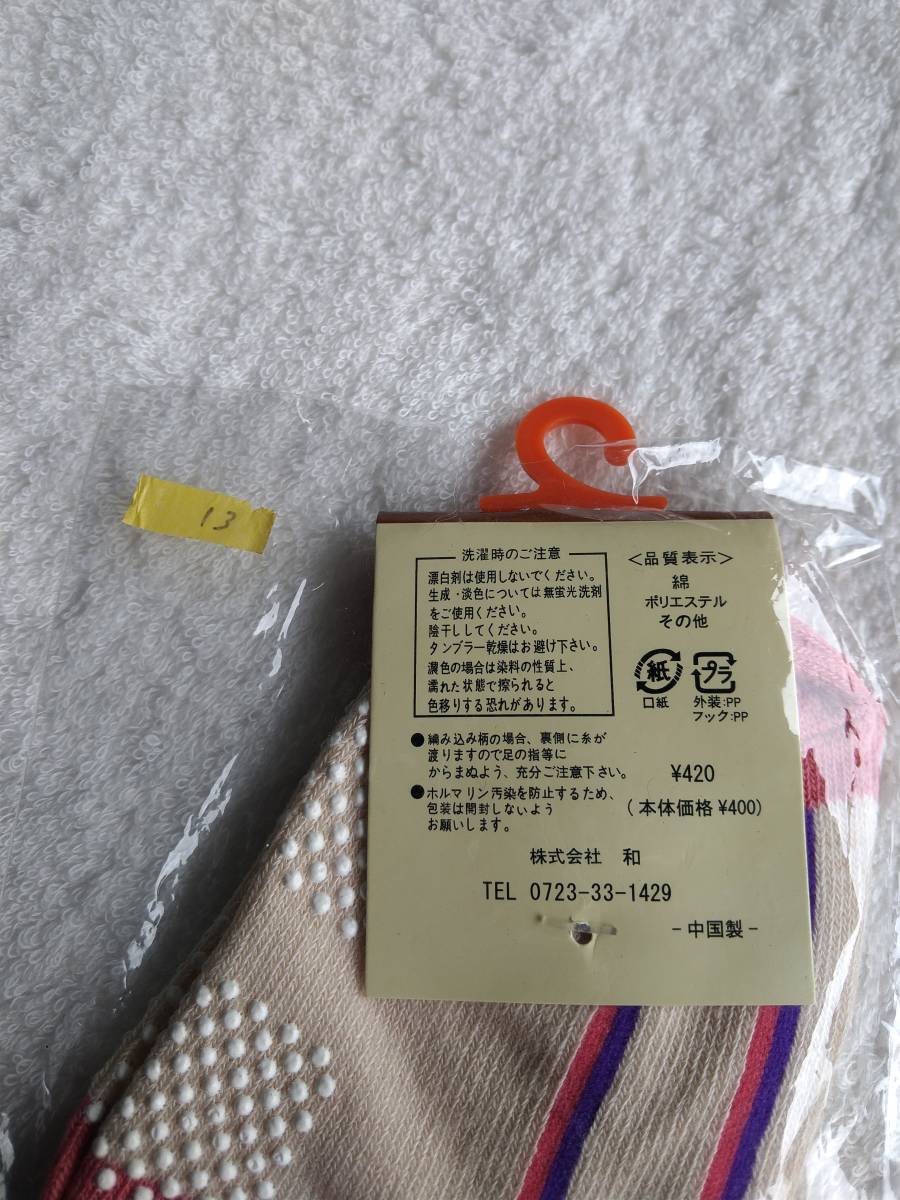 13
洗濯時のご注意
漂白剤は使用しないでください。
生成・淡色については無蛍光洗剤
をご使用ください。
陰干ししてください。
タンブラー乾燥はお避け下さい。
濃色の場合は染料の性質上、
濡れた状態で擦られると
色移りする恐れがあります。
<品質表示>
綿
ポリエステル
その他
紙
口紙
プラ
外装:PP
フック:PP
●編み込み柄の場合、裏側に糸が
渡りますので足の指等に
からまぬよう、充分ご注意下さい。
●ホルマリン汚染を防止するため、
包装は開封しないよう
お願いします。
¥420
(本体価格 ¥400)
株式会社 和
TEL 0723-33-1429
-中国製-